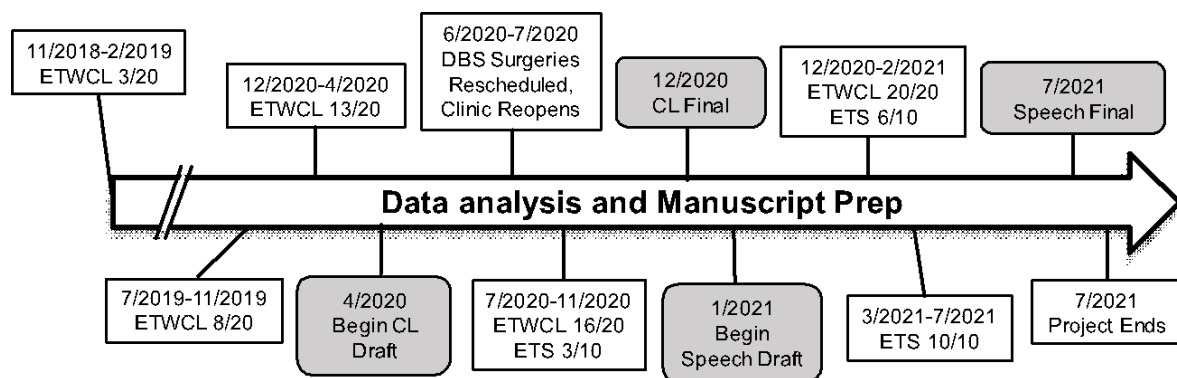 11/2018-2/2019
ETWCL 3/20
12/2020-4/2020
ETWCL 13/20
6/2020-7/2020
DBS Surgeries
Rescheduled,
Clinic Reopens
12/2020
CL Final
12/2020-2/2021
ETWCL 20/20
ETS 6/10
7/2021
Speech Final
Data analysis and Manuscript Prep
7/2019-11/2019
ETWCL 8/20
4/2020
Begin CL
Draft
7/2020-11/2020
ETWCL 16/20
ETS 3/10
1/2021
Begin
Speech Draft
3/2021-7/2021
ETS 10/10
7/2021
Project Ends